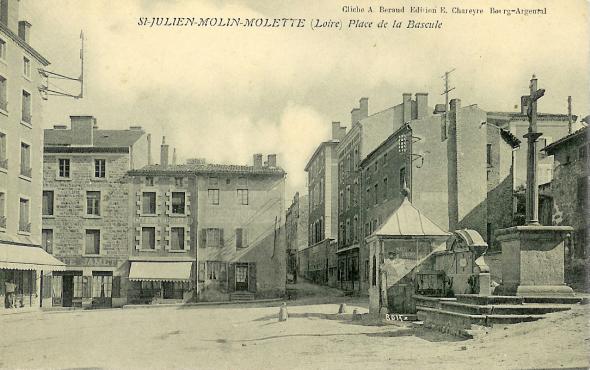 Cliché A. Beraud Edition E. Chareyre Bourg-Argental
St-JULIEN-MOLIN-MOLETTE (Loire) Place de la Bascule